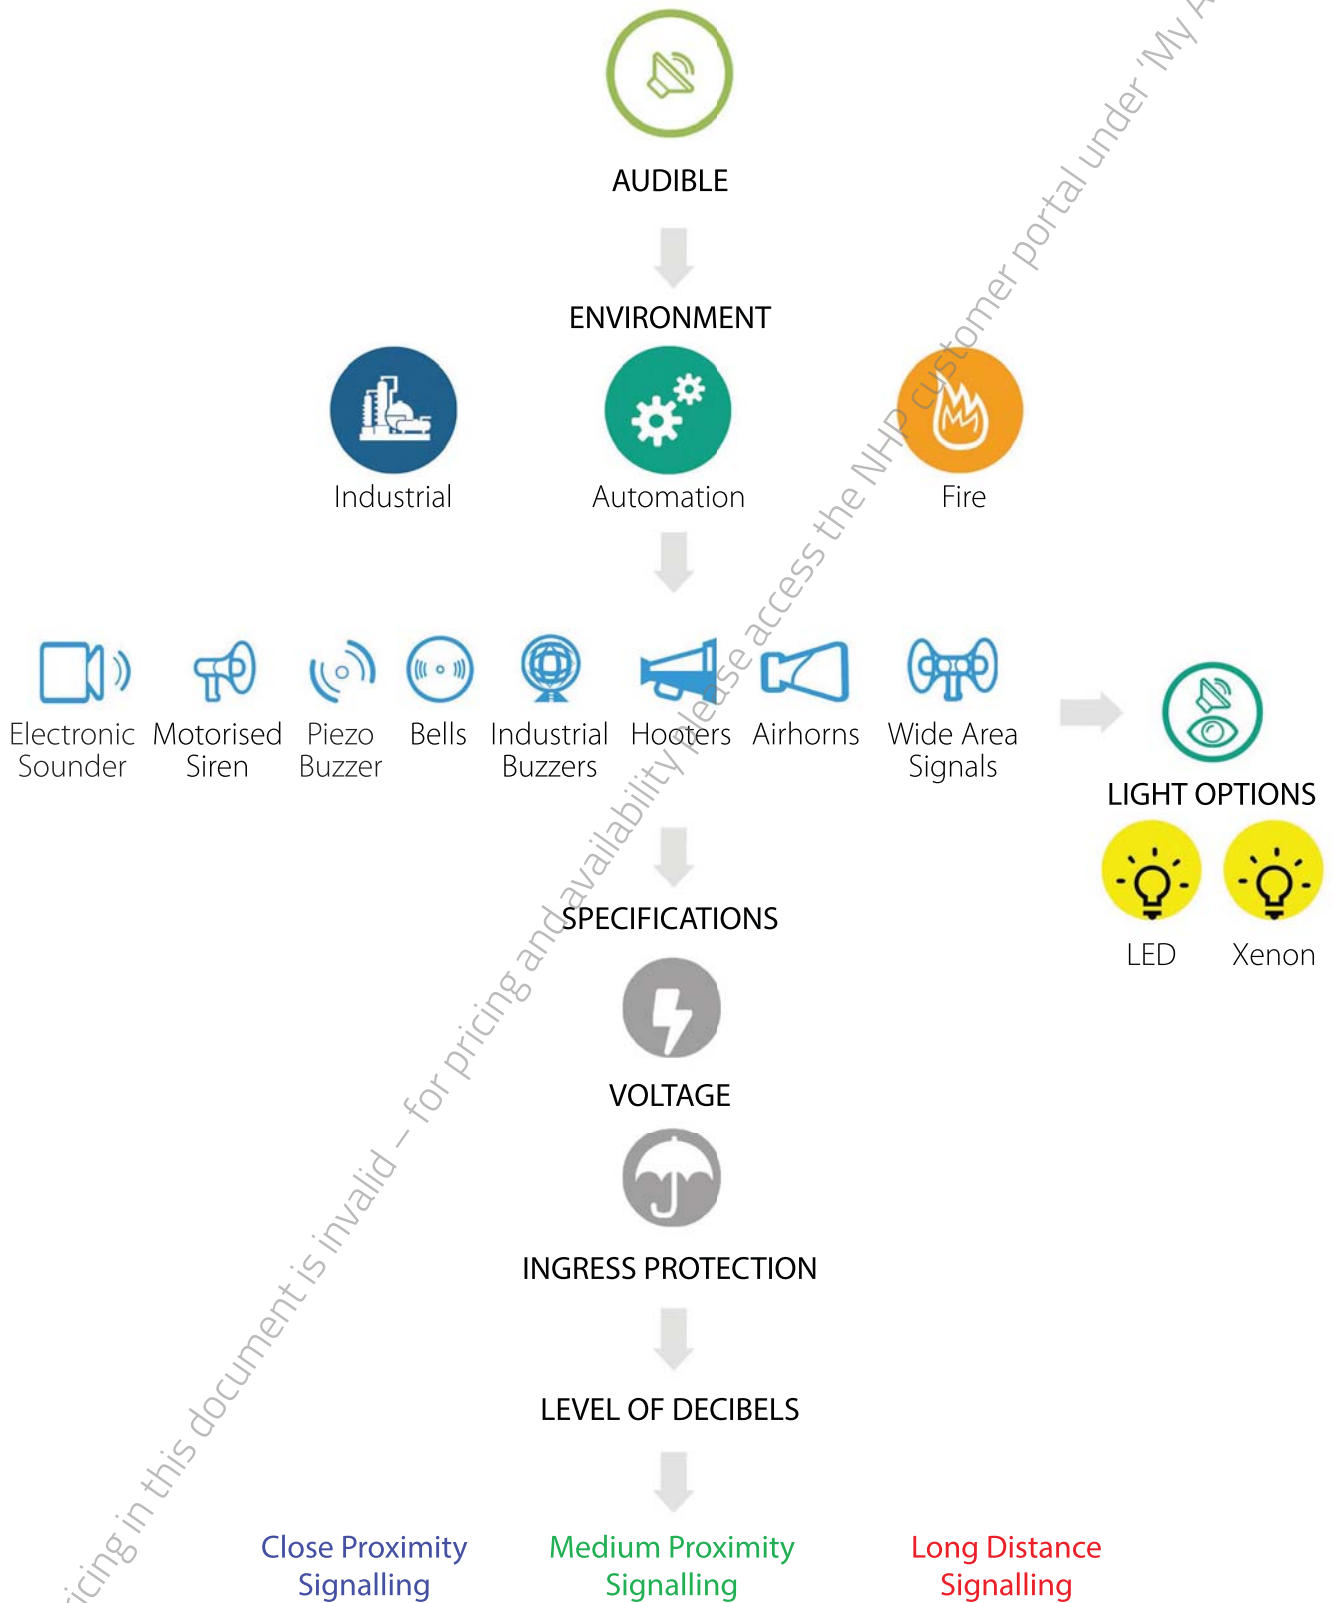 AUDIBLE
ENVIRONMENT
Industrial
Automation
Fire
Electronic
Sounder
Motorised
Siren
Piezo
Buzzer
Bells
Industrial
Buzzers
Hooters
Airhorns
Wide Area
Signals
LIGHT OPTIONS
LED
Xenon
SPECIFICATIONS
VOLTAGE
INGRESS PROTECTION
LEVEL OF DECIBELS
Close Proximity
Signalling
Medium Proximity
Signalling
Long Distance
Signalling
in this document is invalid – for pricing and availability please access the NHP customer portal under 'My